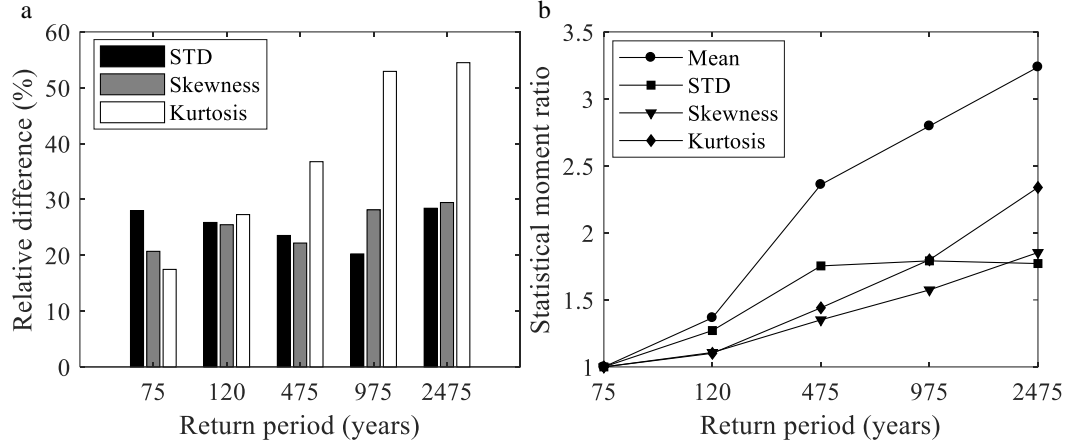 a
60
50
40
30
20
10
0
Relative difference (%)
STD
Skewness
Kurtosis
75 120 475 975 2475
Return period (years)
b
3.5
3
2.5
2
1.5
1
Statistical moment ratio
Mean
STD
Skewness
Kurtosis
75 120 475 975 2475
Return period (years)